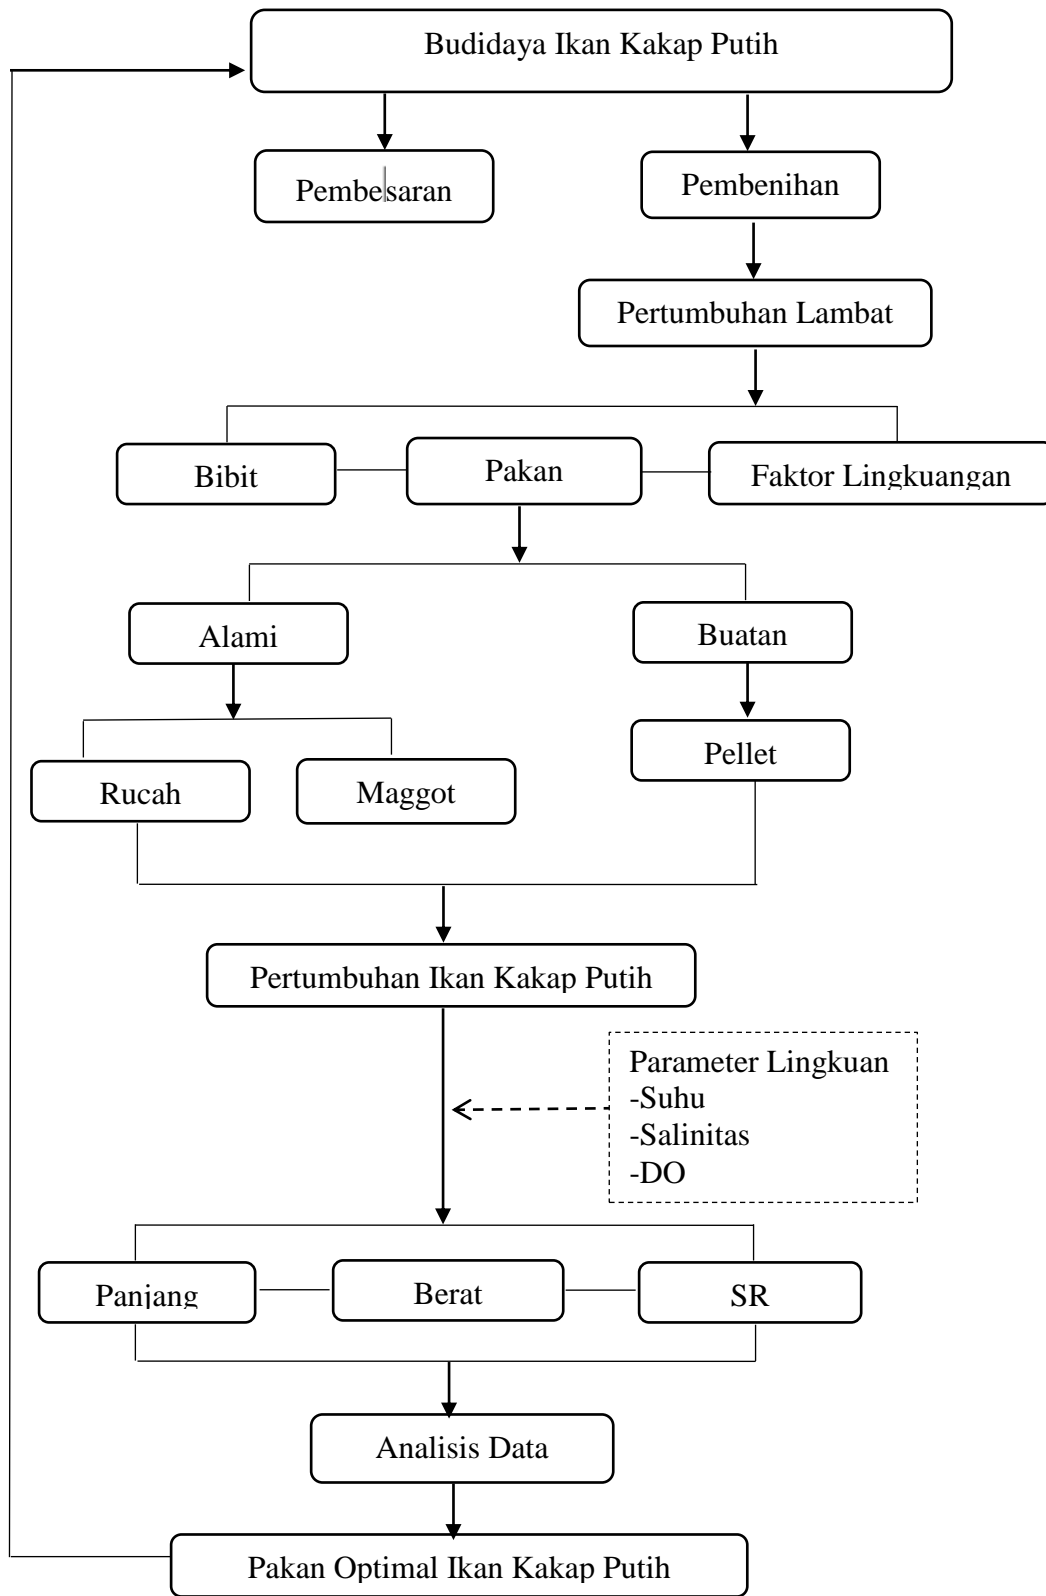 Budidaya Ikan Kakap Putih
Pembesaran
Pembenihan
Pertumbuhan Lambat
Bibit
Pakan
Faktor Lingkuangan
Alami
Buatan
Rucah
Maggot
Pellet
Pertumbuhan Ikan Kakap Putih
Parameter Lingkuan
-Suhu
-Salinitas
-DO
Panjang
Berat
SR
Analisis Data
Pakan Optimal Ikan Kakap Putih